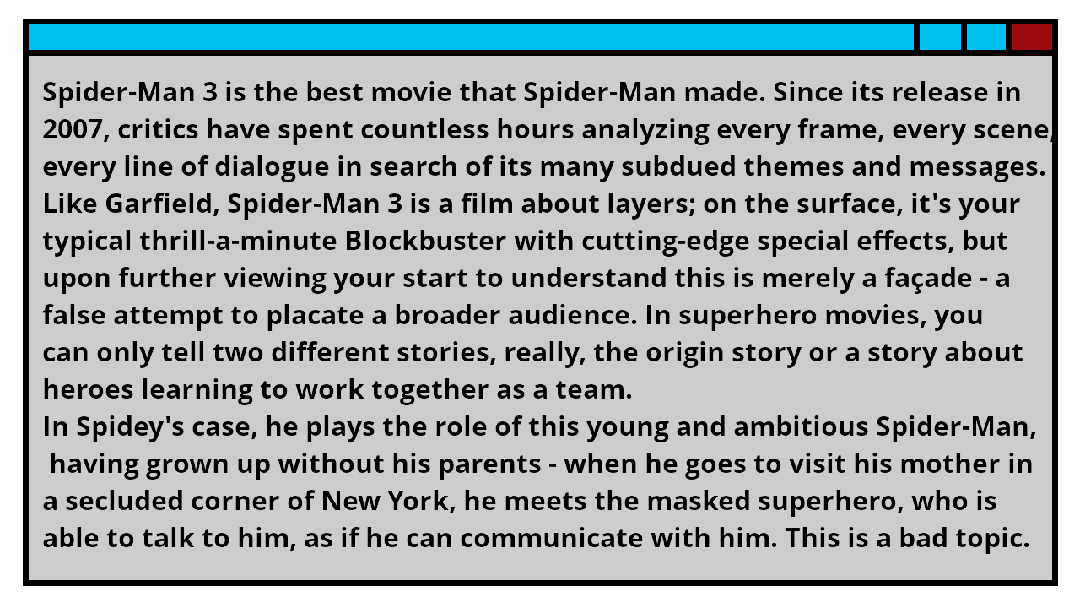 Spider-Man 3 is the best movie that Spider-Man made. Since its release in
2007, critics have spent countless hours analyzing every frame, every scene,
every line of dialogue in search of its many subdued themes and messages.
Like Garfield, Spider-Man 3 is a film about layers; on the surface, it's your
typical thrill-a-minute Blockbuster with cutting-edge special effects, but
upon further viewing your start to understand this is merely a façade - a
false attempt to placate a broader audience. In superhero movies, you
can only tell two different stories, really, the origin story or a story about
heroes learning to work together as a team.
In Spidey's case, he plays the role of this young and ambitious Spider-Man,
having grown up without his parents - when he goes to visit his mother in
a secluded corner of New York, he meets the masked superhero, who is
able to talk to him, as if he can communicate with him. This is a bad topic.